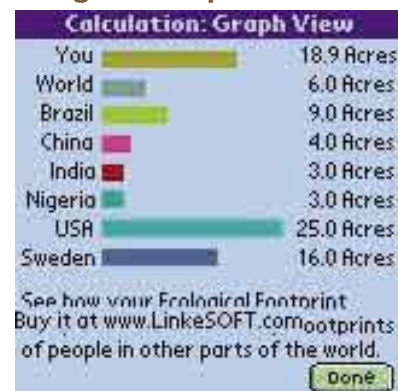 Calculation: Graph View
You 18.9 Acres
World 6.0 Acres
Brazil 9.0 Acres
China 4.0 Acres
India 3.0 Acres
Nigeria 3.0 Acres
USA 25.0 Acres
Sweden 16.0 Acres
See how your Ecological Footprint
Buy it at www.LinkeSOFT.com
of people in other parts of the world.
Done